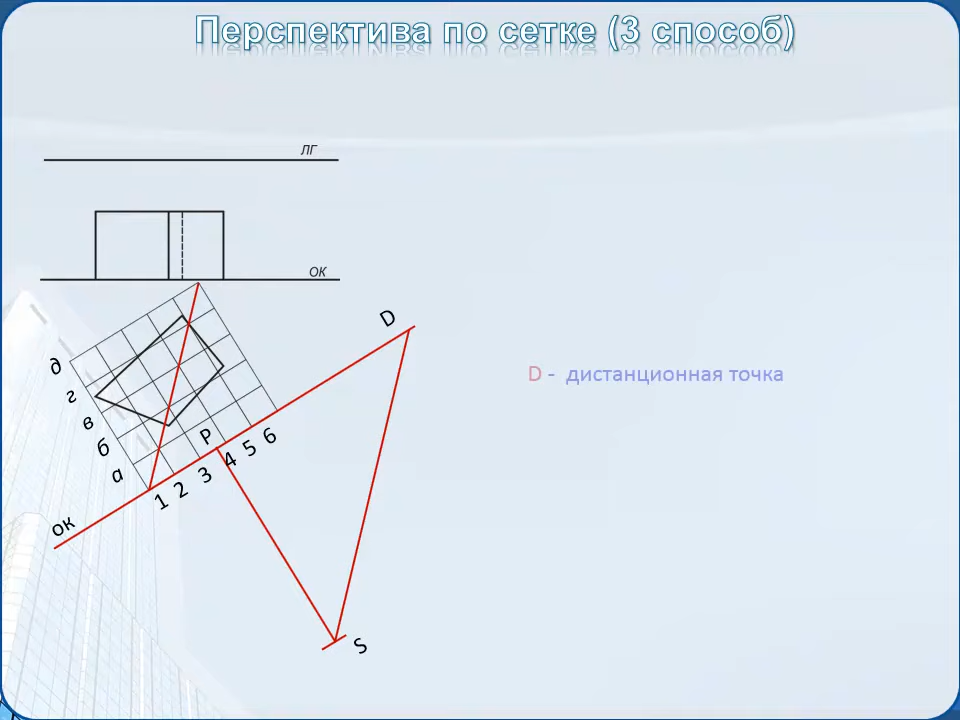 Перспектива по сетке (3 способ)
ЛГ
ОК
D
D - дистанционная точка
д
г
в
б
а
P
1 2 3 4 5 6
ок
S